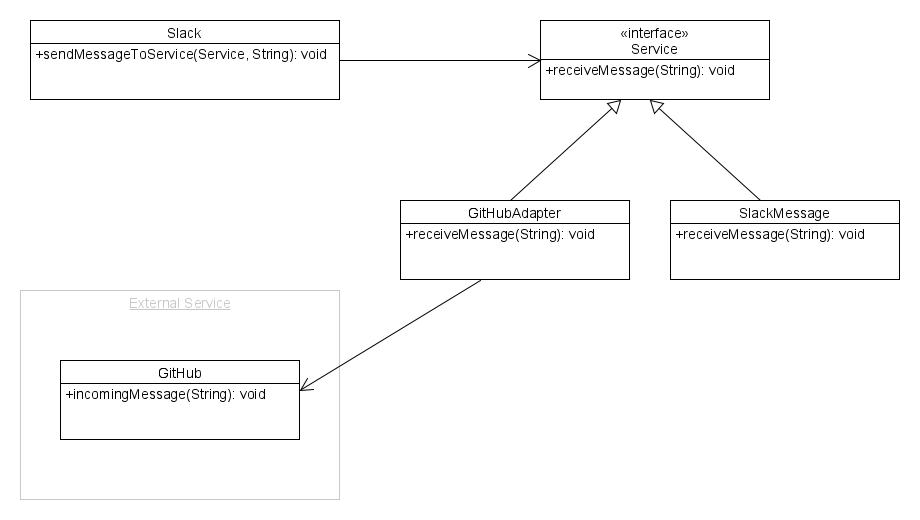 Slack
+sendMessageToService(Service, String): void
«interface»
Service
+receiveMessage(String): void
GitHubAdapter
+receiveMessage(String): void
SlackMessage
+receiveMessage(String): void
External Service
GitHub
+incomingMessage(String): void